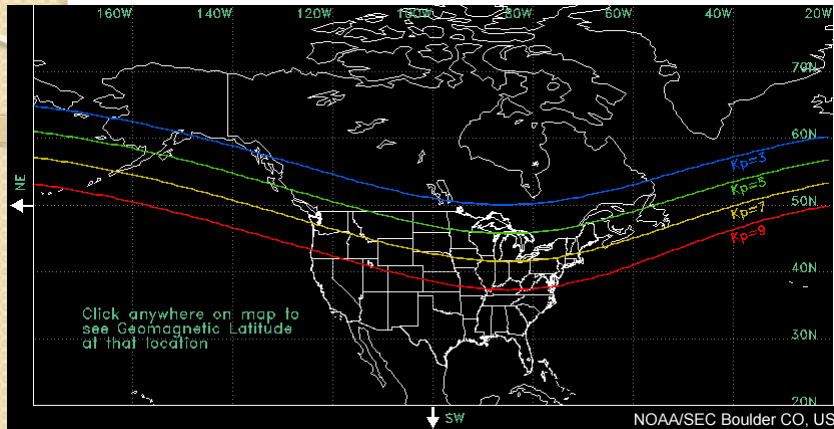 160W 140W 120W 100W 80W 60W 40W 20W
70N
60N
Kp=3
Kp=5
NE
50N
Kp=7
Kp=9
40N
Click anywhere on map to
see Geomagnetic Latitude
at that location
30N
20N
SW
NOAA/SEC Boulder CO, US